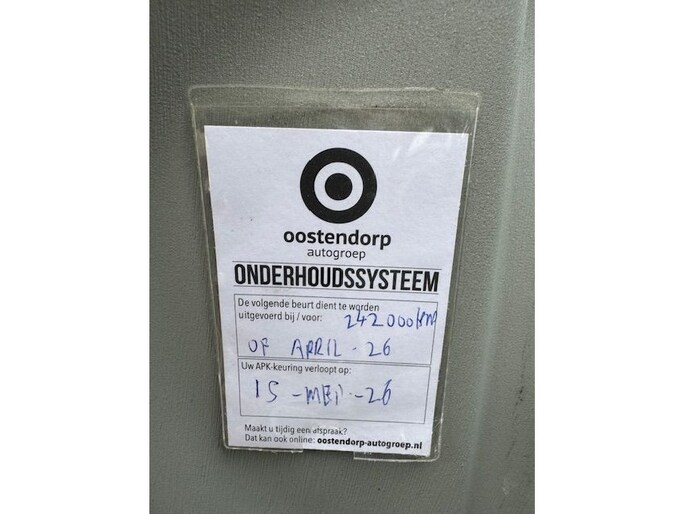 oostendorp
autogroep
ONDERHOUDSSYSTEEM
De volgende beurt dient te worden
uitgevoerd bij / voor: 242000km
OF APRIL - 26
Uw APK-keuring verloopt op:
15 - MEI - 26
Maakt u tijdig een afspraak?
Dat kan ook online: oostendorp-autogroep.nl